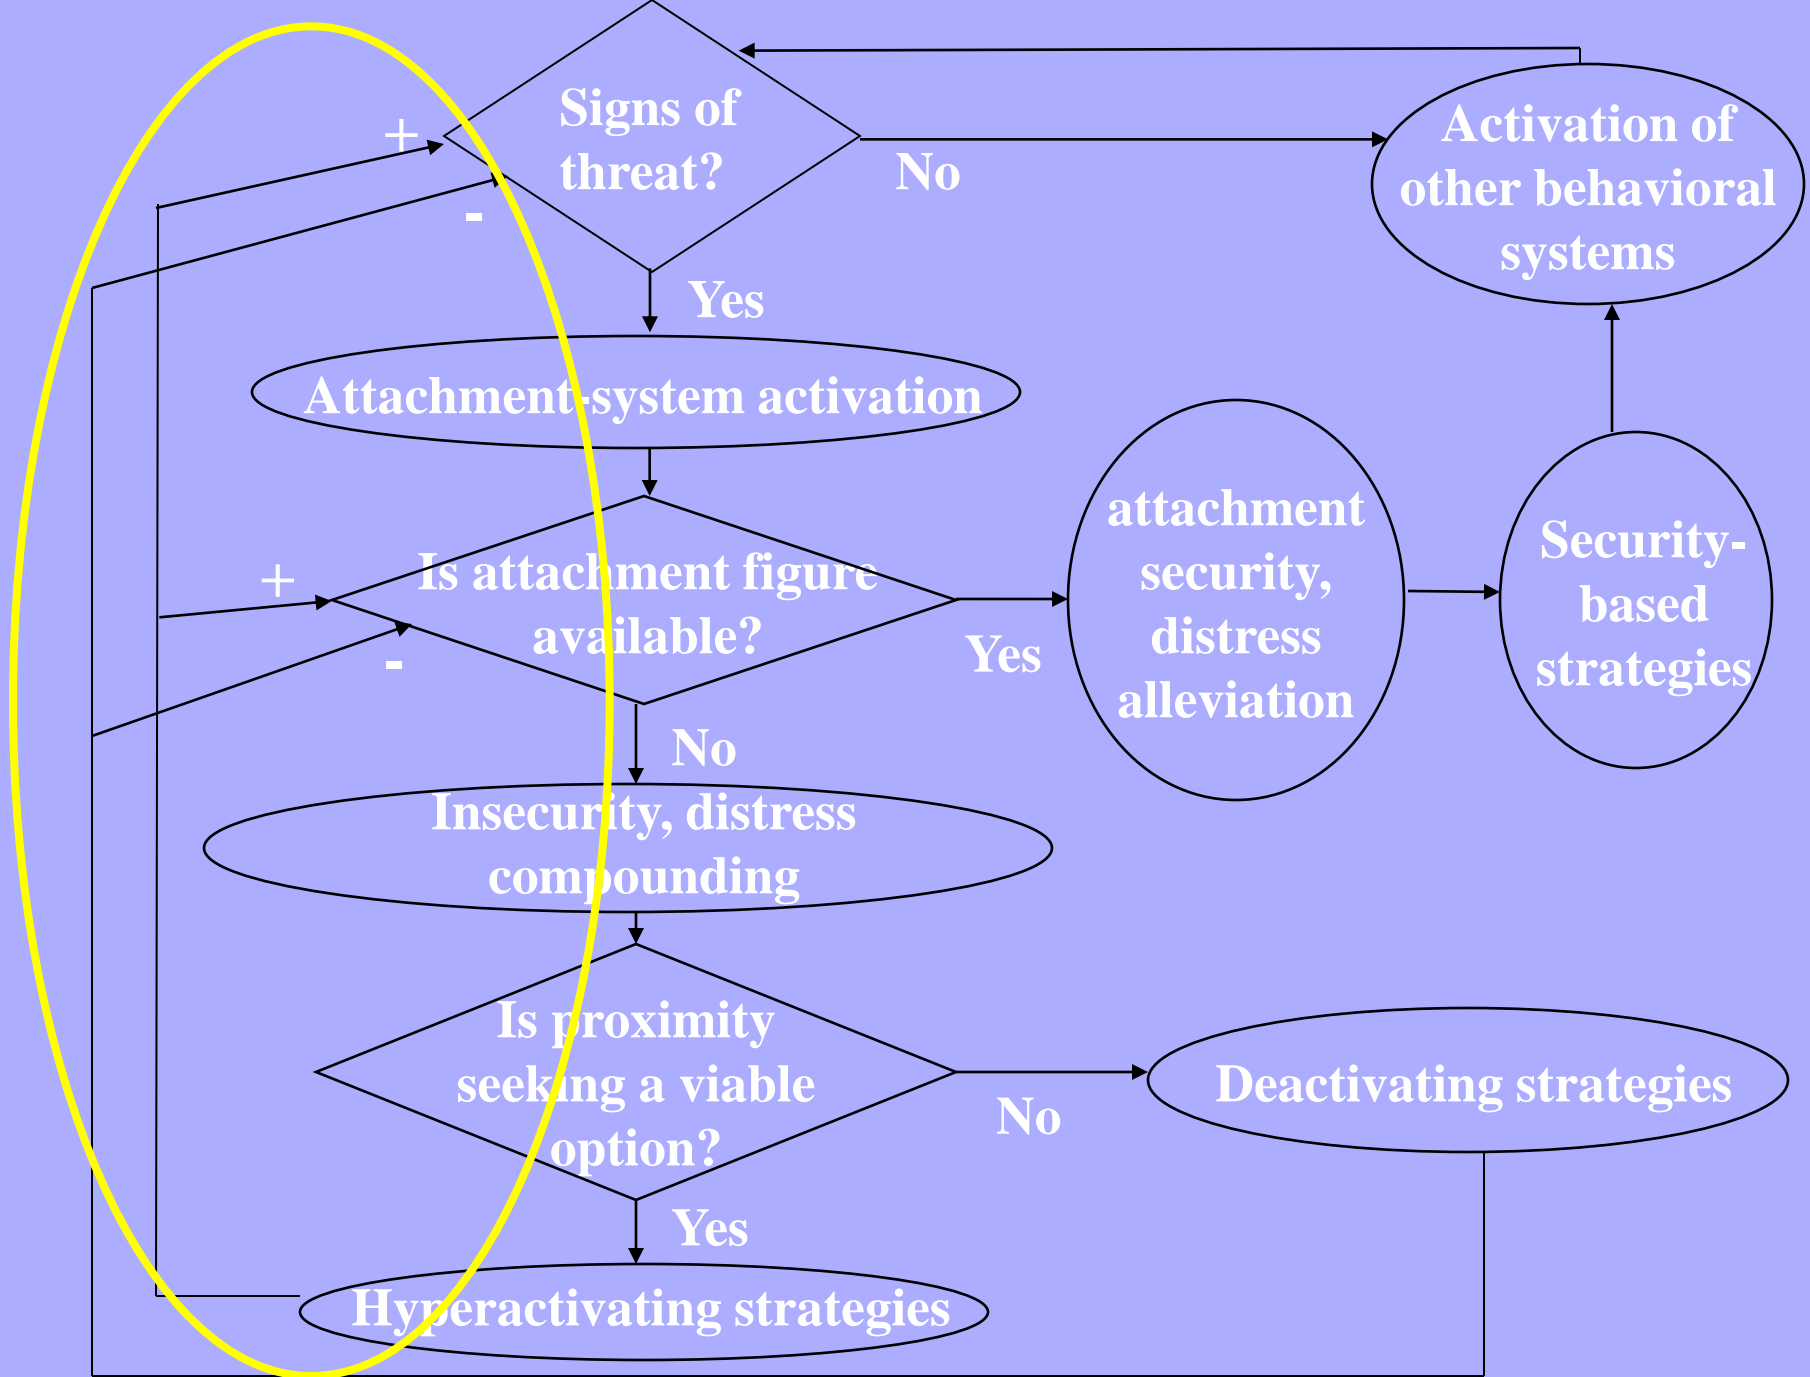 Signs of
threat?
+
-
No
Activation of
other behavioral
systems
Yes
Attachment-system activation
+
-
Is attachment figure
available?
Yes
attachment
security,
distress
alleviation
Security-
based
strategies
No
Insecurity, distress
compounding
Is proximity
seeking a viable
option?
No
Deactivating strategies
Yes
Hyperactivating strategies